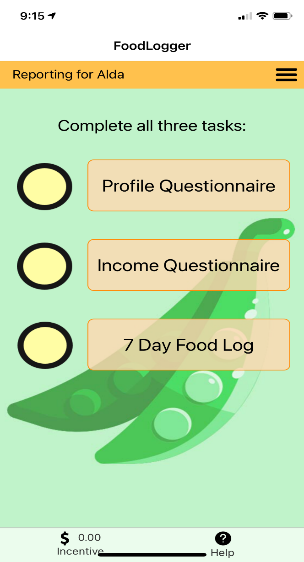 9:15
FoodLogger
Reporting for Alda
Complete all three tasks:
Profile Questionnaire
Income Questionnaire
7 Day Food Log
$ 0.00
Incentive
? Help